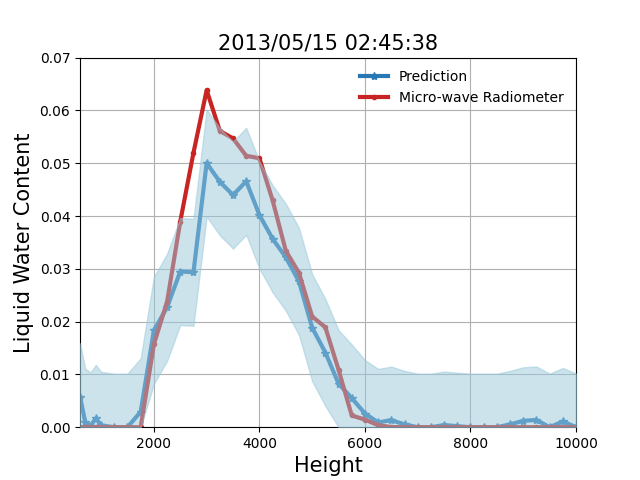 2013/05/15 02:45:38
Prediction
Micro-wave Radiometer
Liquid Water Content
0.07
0.06
0.05
0.04
0.03
0.02
0.01
0.00
2000 4000 6000 8000 10000
Height